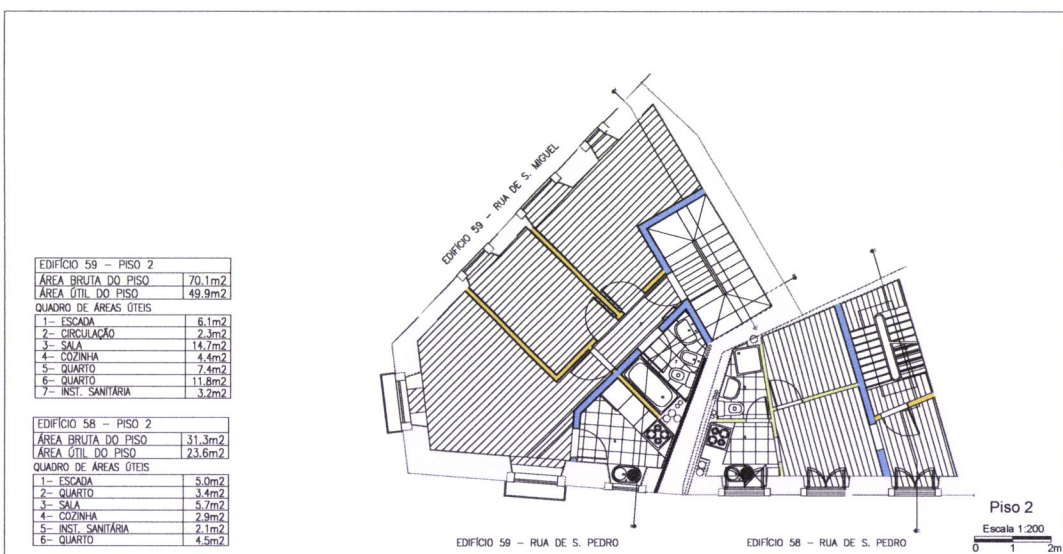 EDIFÍCIO 59 - RUA DE S. MIGUEL
EDIFÍCIO 59 - PISO 2
ÁREA BRUTA DO PISO 70.1m2
ÁREA ÚTIL DO PISO 49.9m2
QUADRO DE ÁREAS ÚTEIS
1- ESCADA 6.1m2
2- CIRCULAÇÃO 2.3m2
3- SALA 14.7m2
4- COZINHA 4.4m2
5- QUARTO 7.4m2
6- QUARTO 11.8m2
7- INST. SANITÁRIA 3.2m2
EDIFÍCIO 58 - PISO 2
ÁREA BRUTA DO PISO 31.3m2
ÁREA ÚTIL DO PISO 23.6m2
QUADRO DE ÁREAS ÚTEIS
1- ESCADA 5.0m2
2- QUARTO 3.4m2
3- SALA 5.7m2
4- COZINHA 2.9m2
5- INST. SANITÁRIA 2.1m2
6- QUARTO 4.5m2
EDIFÍCIO 59 - RUA DE S. PEDRO
EDIFÍCIO 58 - RUA DE S. PEDRO
Piso 2
Escala 1:200
0 1 2m